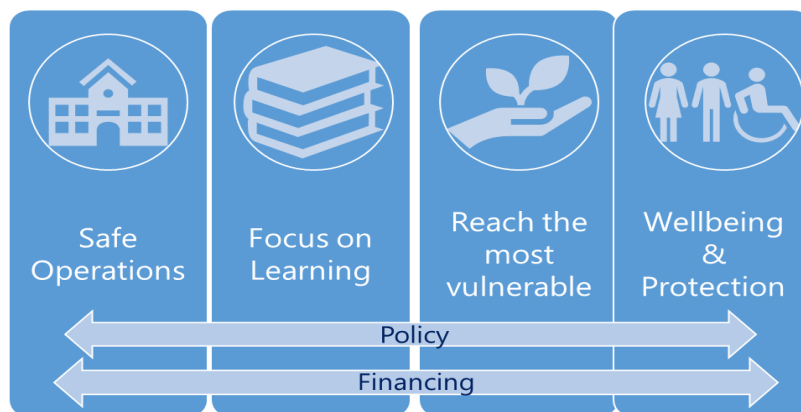 Safe
Operations
Focus on
Learning
Reach the
most
vulnerable
Wellbeing
&
Protection
Policy
Financing